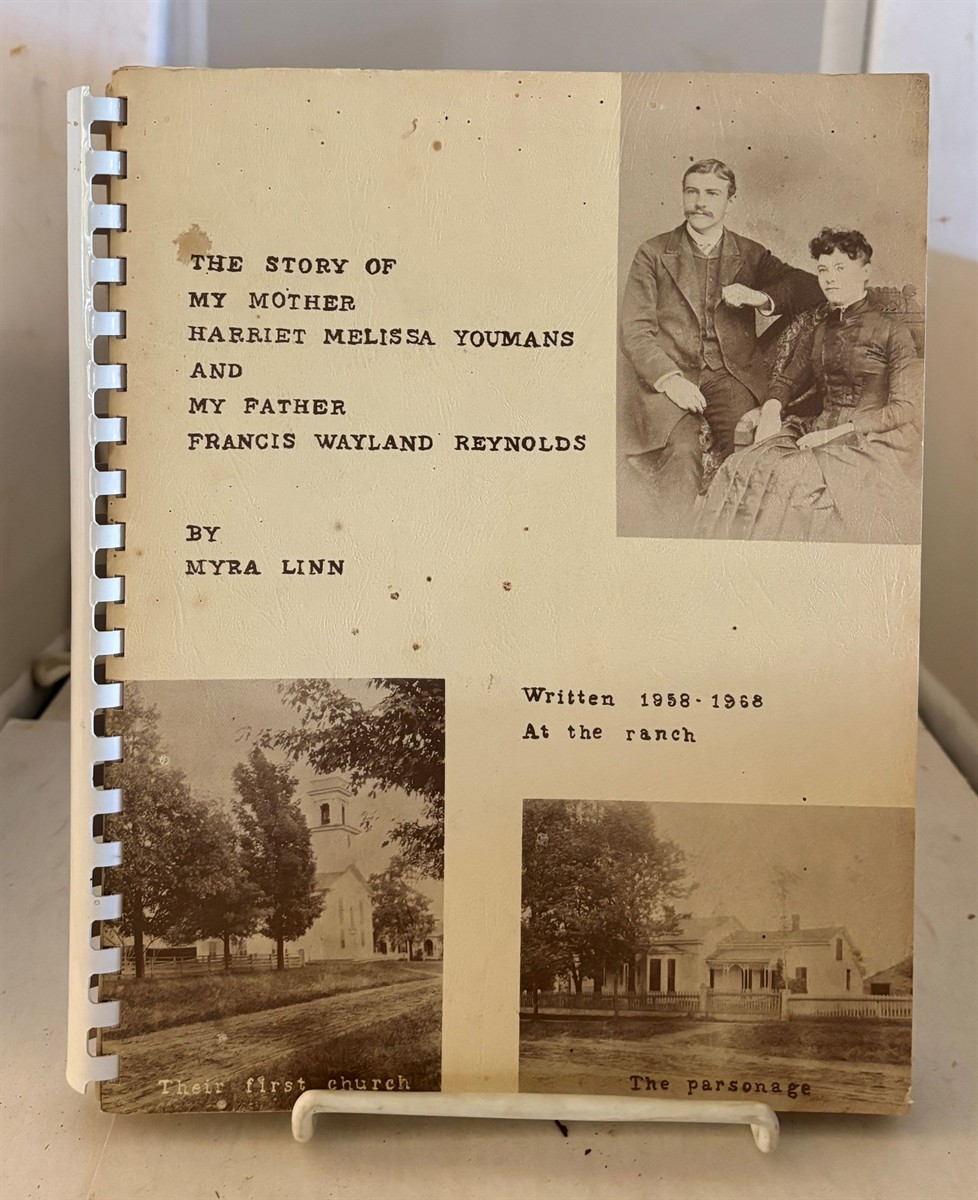 THE STORY OF
MY MOTHER
HARRIET MELISSA YOUMANS
AND
MY FATHER
FRANCIS WAYLAND REYNOLDS
BY
MYRA LINN
Written 1958-1968
At the ranch
Their first church
The parsonage